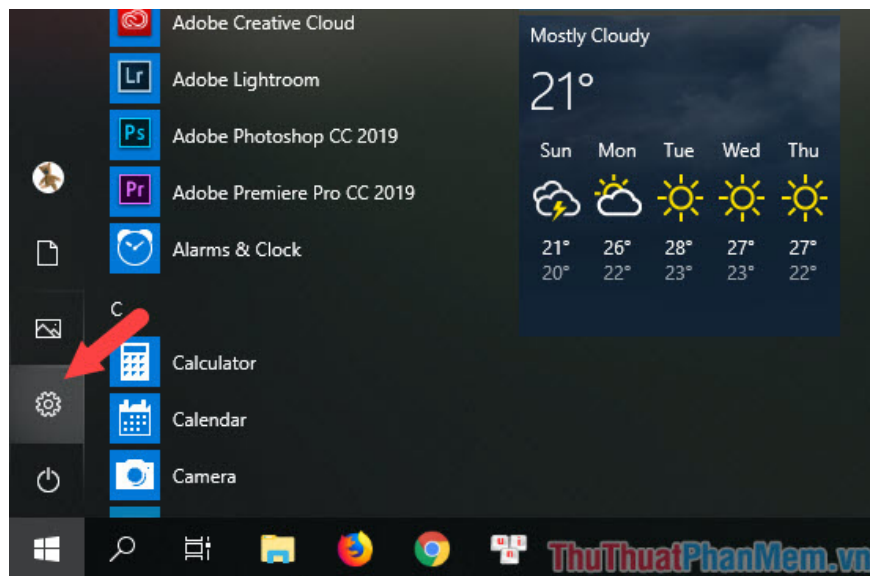 Adobe Creative Cloud
Lr
Adobe Lightroom
Ps
Adobe Photoshop CC 2019
Pr
Adobe Premiere Pro CC 2019
Alarms & Clock
C
Calculator
Calendar
Camera
Mostly Cloudy
21°
Sun Mon Tue Wed Thu
21° 26° 28° 27° 27°
20° 22° 23° 23° 22°
u i
n
ThuThuatPhanMem.vn